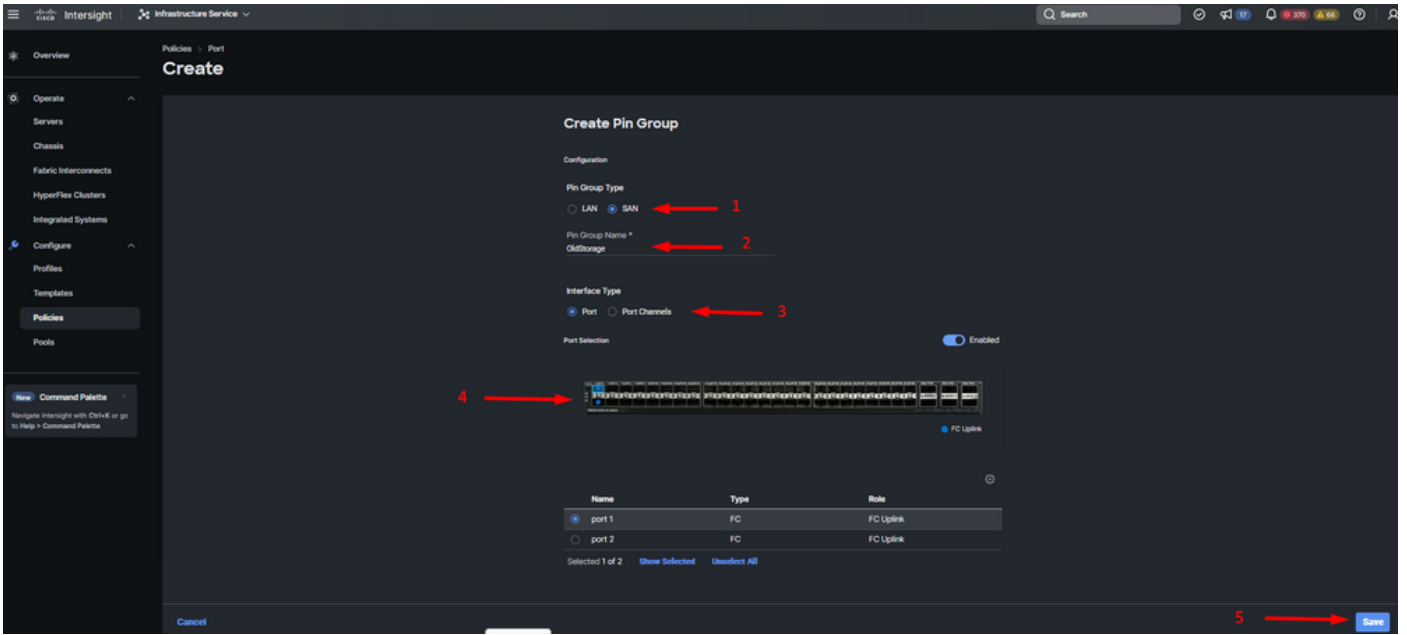 cisco Intersight
Infrastructure Service
Search
17
370
66
Overview
Operate
Servers
Chassis
Fabric Interconnects
HyperFlex Clusters
Integrated Systems
Configure
Profiles
Templates
Policies
Pools
New Command Palette
Navigate Intersight with Ctrl+K or go
to Help > Command Palette
Policies > Port
Create
Create Pin Group
Configuration
Pin Group Type
LAN SAN 1
Pin Group Name *
OldStorage 2
Interface Type
Port Port Channels 3
Port Selection Enabled
4
FC Uplink
Name Type Role
port 1 FC FC Uplink
port 2 FC FC Uplink
Selected 1 of 2 Show Selected Unselect All
Cancel 5 Save